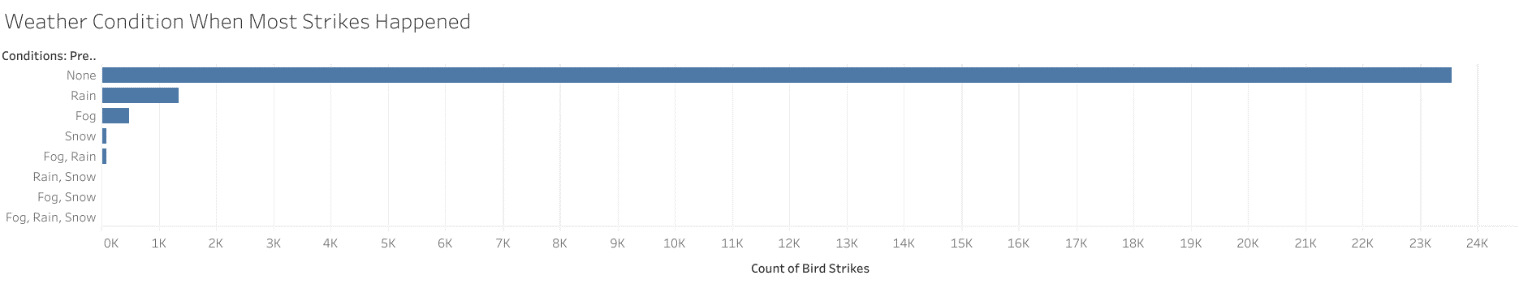 Weather Condition When Most Strikes Happened
Conditions: Pre..
None
Rain
Fog
Snow
Fog, Rain
Rain, Snow
Fog, Snow
Fog, Rain, Snow
0K 1K 2K 3K 4K 5K 6K 7K 8K 9K 10K 11K 12K 13K 14K 15K 16K 17K 18K 19K 20K 21K 22K 23K 24K
Count of Bird Strikes